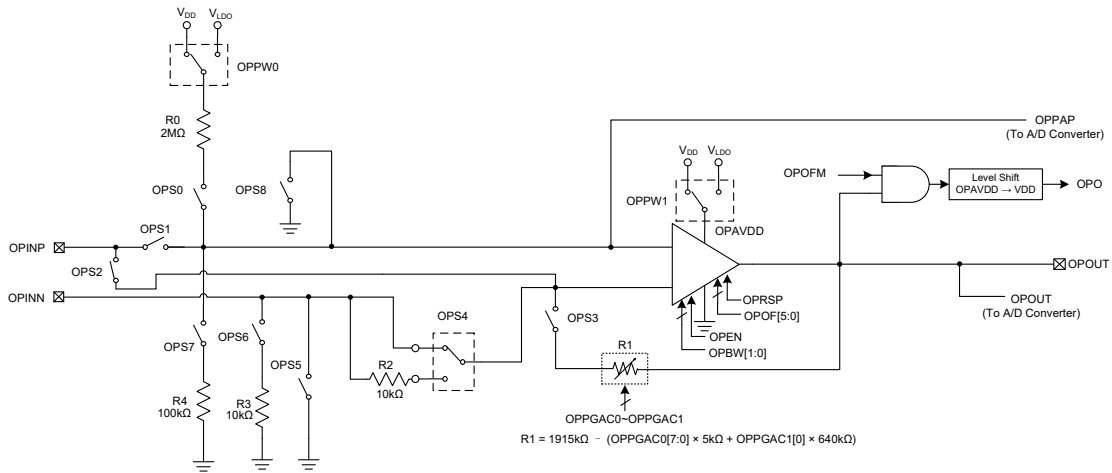 VDD VLDO
OPPW0
R0
2MΩ
OPPAP
(To A/D Converter)
VDD VLDO
OPS0
OPS8
OPPW1
OPOFM
Level Shift
OPAVDD → VDD
OPO
OPAVDD
OPS1
OPINP
OPS2
OPOUT
OPINN
OPRSP
OPOF[5:0]
OPOUT
(To A/D Converter)
OPS4
OPS3
OPEN
OPBW[1:0]
OPS7
OPS6
OPS5
R1
R2
10kΩ
R4
100kΩ
R3
10kΩ
OPPGAC0~OPPGAC1
R1 = 1915kΩ - (OPPGAC0[7:0] × 5kΩ + OPPGAC1[0] × 640kΩ)